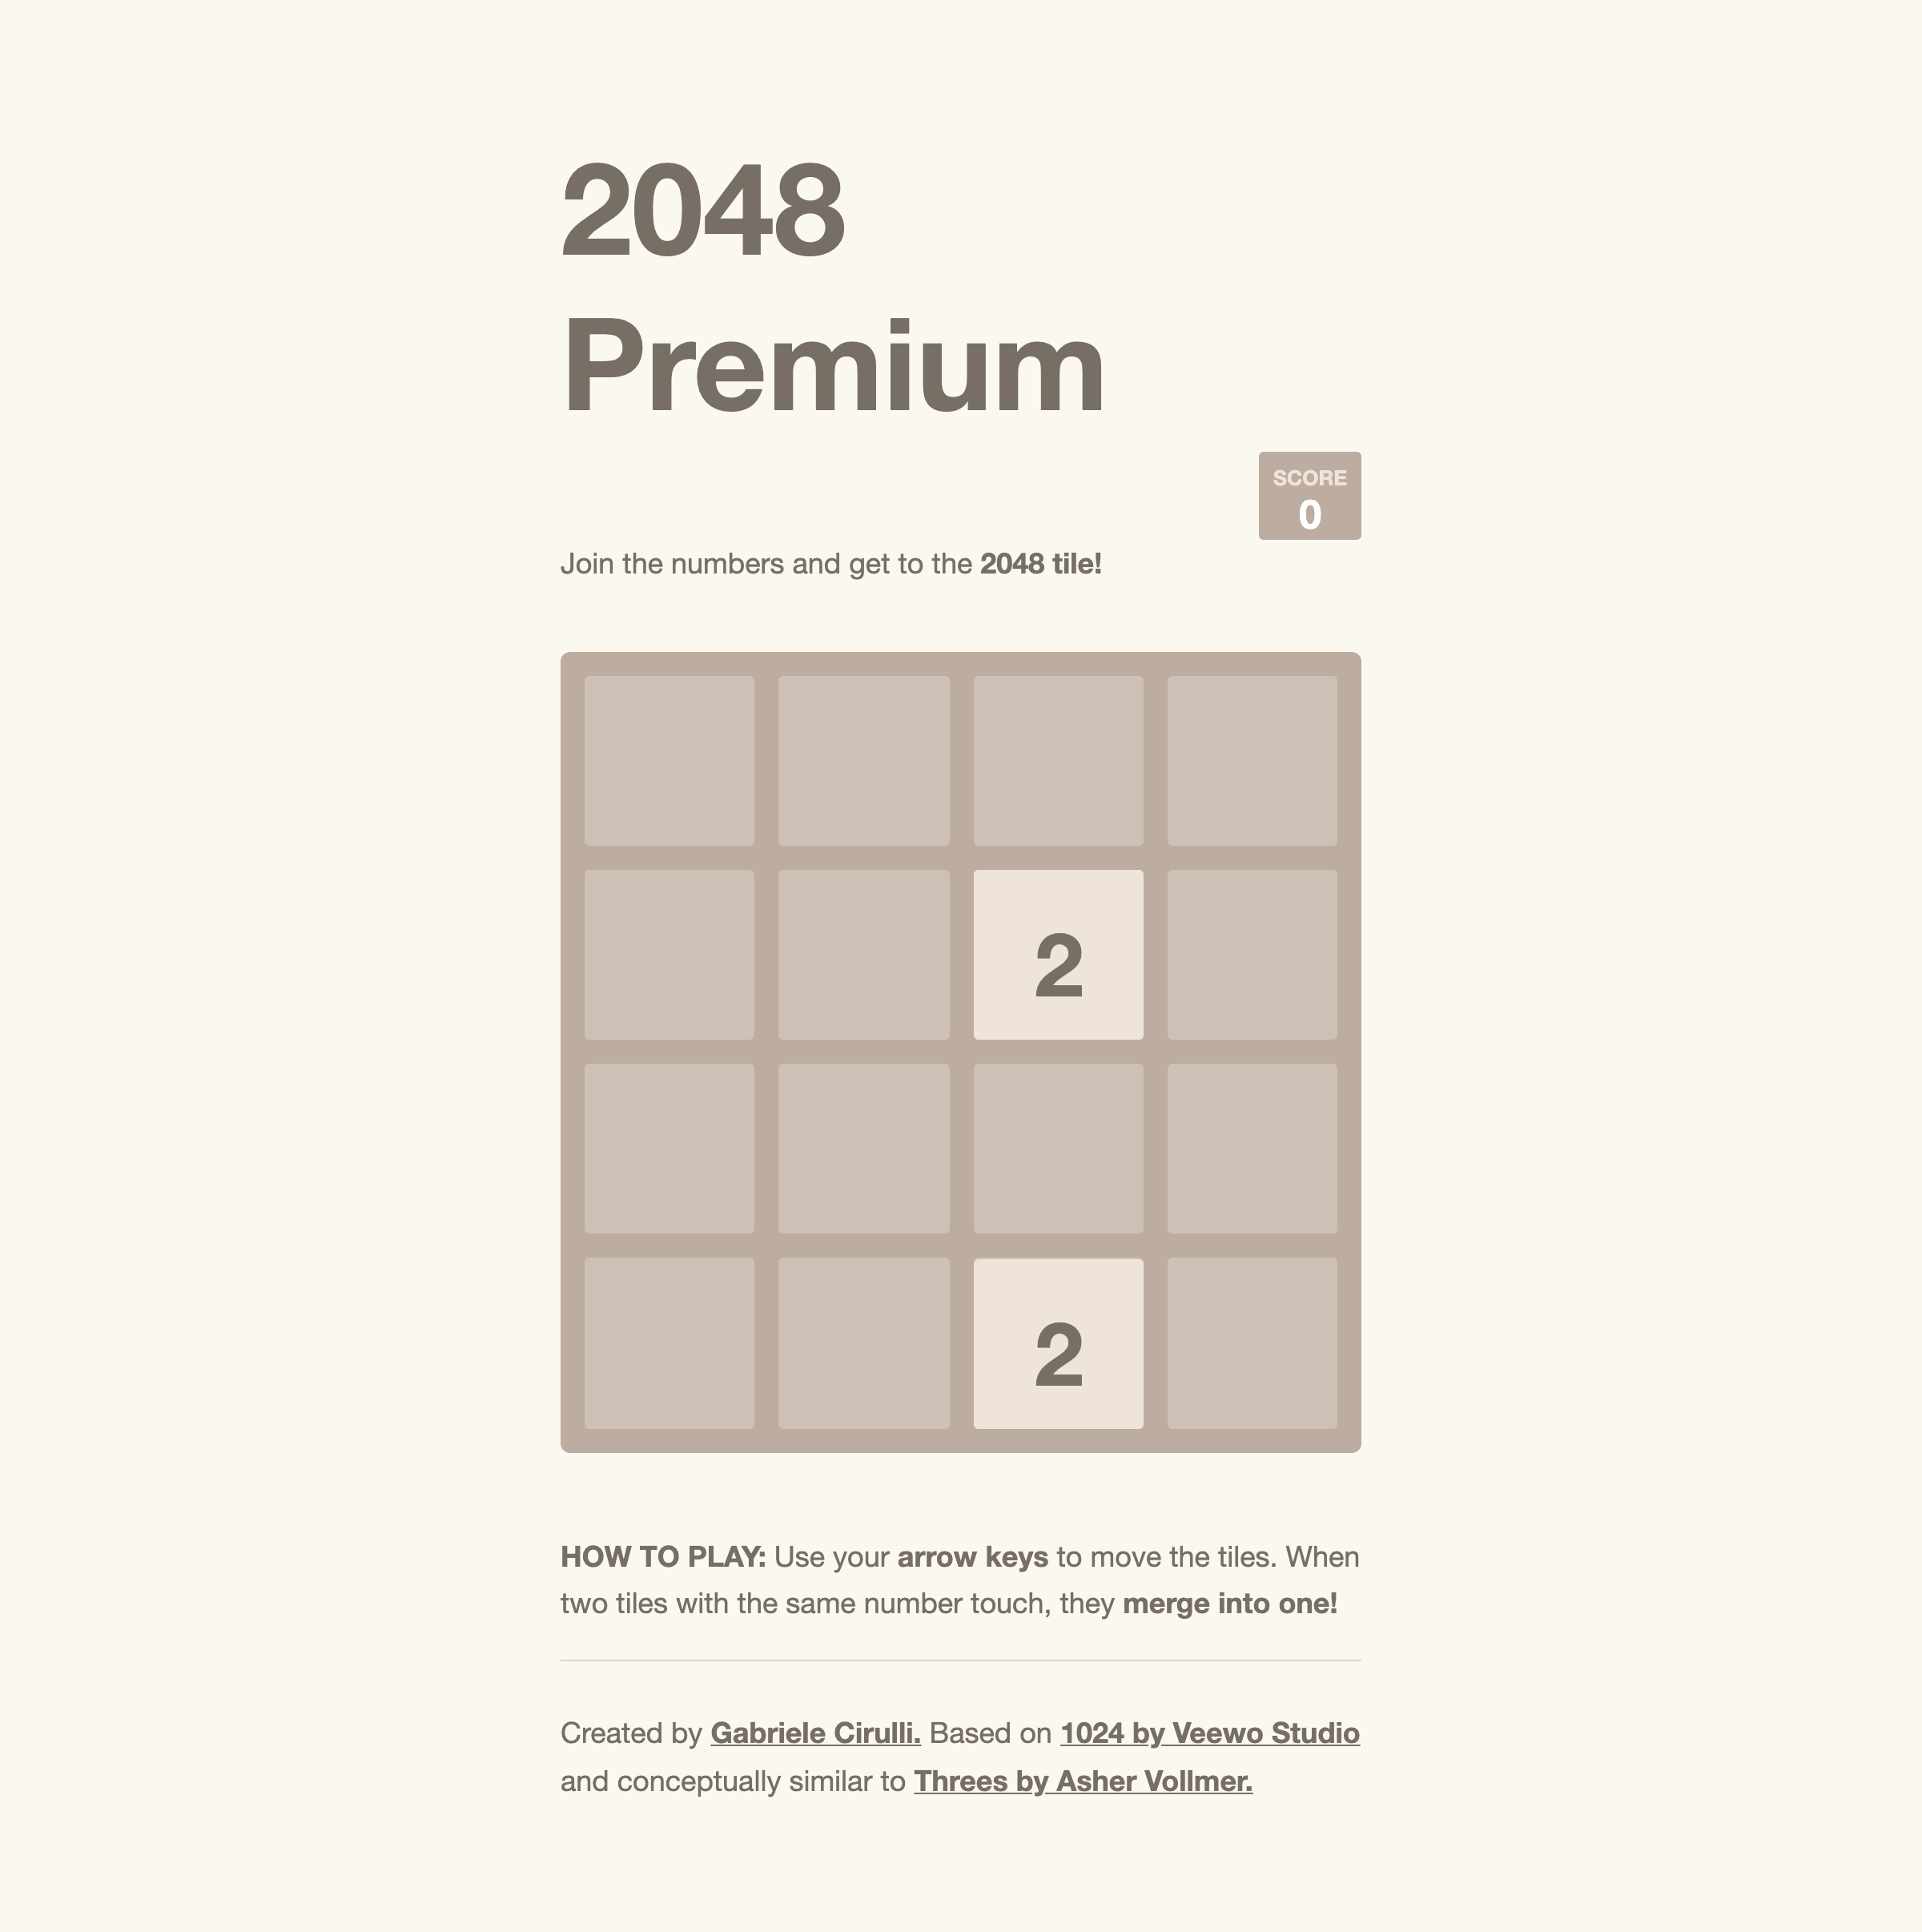 2048
Premium
SCORE
0
Join the numbers and get to the 2048 tile!
2
2
HOW TO PLAY: Use your arrow keys to move the tiles. When
two tiles with the same number touch, they merge into one!
Created by Gabriele Cirulli. Based on 1024 by Veewo Studio
and conceptually similar to Threes by Asher Vollmer.